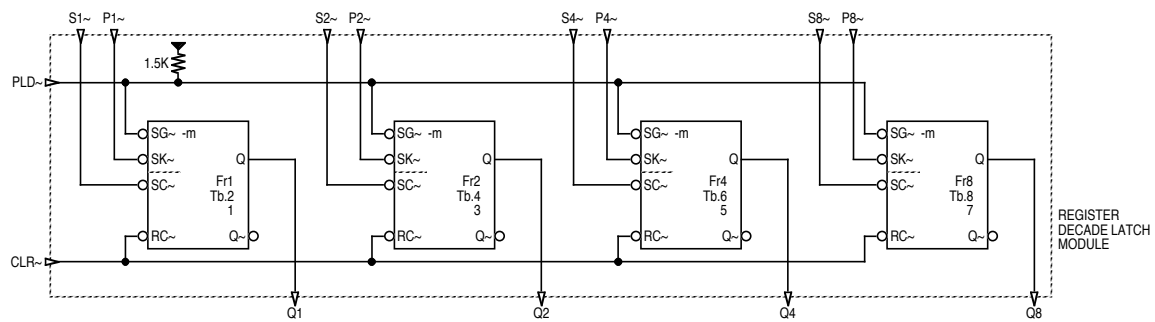 S1~ P1~ S2~ P2~ S4~ P4~ S8~ P8~
1.5K
PLD~
SG~ -m SG~ -m SG~ -m SG~ -m
SK~ Q SK~ Q SK~ Q SK~ Q
SC~ Fr1 SC~ Fr2 SC~ Fr4 SC~ Fr8
Tb.2 Tb.4 Tb.6 Tb.8
1 3 5 7
RC~ Q~ RC~ Q~ RC~ Q~ RC~ Q~
REGISTER
DECADE LATCH
MODULE
CLR~
Q1 Q2 Q4 Q8